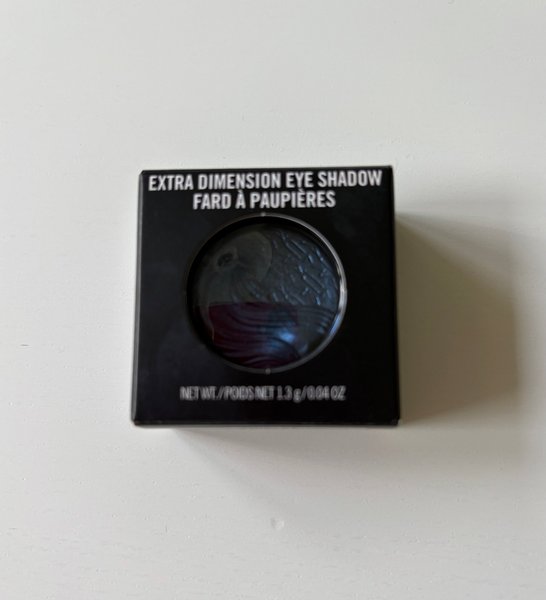 EXTRA DIMENSION EYE SHADOW
FARD À PAUPIÈRES
NET WT. / POIDS NET 1.3 g / 0.04 OZ